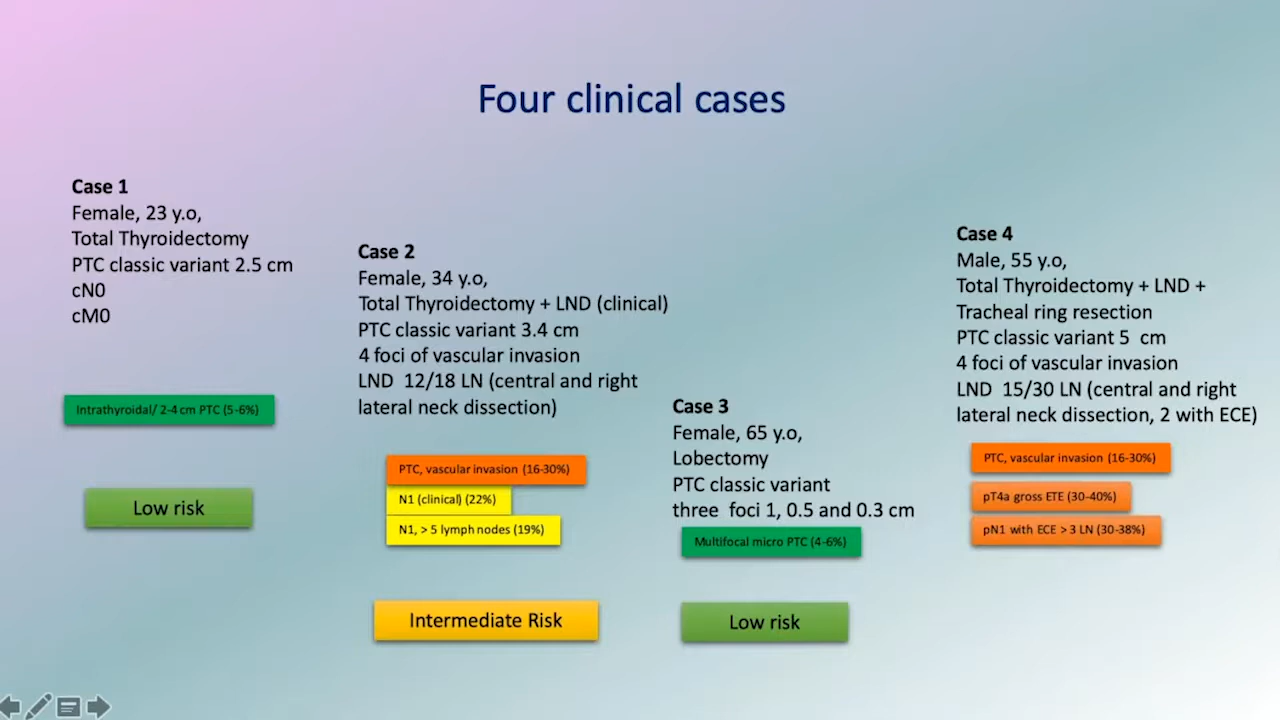 Four clinical cases
Case 1
Female, 23 y.o,
Total Thyroidectomy
PTC classic variant 2.5 cm
cN0
cM0
Intrathyroidal/ 2-4 cm PTC (5-6%)
Low risk
Case 2
Female, 34 y.o,
Total Thyroidectomy + LND (clinical)
PTC classic variant 3.4 cm
4 foci of vascular invasion
LND 12/18 LN (central and right
lateral neck dissection)
PTC, vascular invasion (16-30%)
N1 (clinical) (22%)
N1, > 5 lymph nodes (19%)
Intermediate Risk
Case 3
Female, 65 y.o,
Lobectomy
PTC classic variant
three foci 1, 0.5 and 0.3 cm
Multifocal micro PTC (4-6%)
Low risk
Case 4
Male, 55 y.o,
Total Thyroidectomy + LND +
Tracheal ring resection
PTC classic variant 5 cm
4 foci of vascular invasion
LND 15/30 LN (central and right
lateral neck dissection, 2 with ECE)
PTC, vascular invasion (16-30%)
pT4a gross ETE (30-40%)
pN1 with ECE > 3 LN (30-38%)